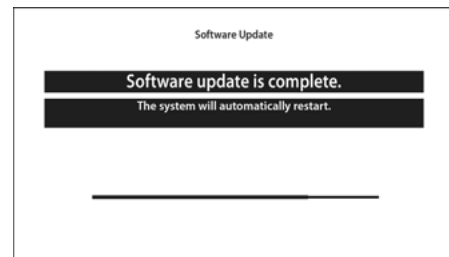 Software Update
Software update is complete.
The system will automatically restart.